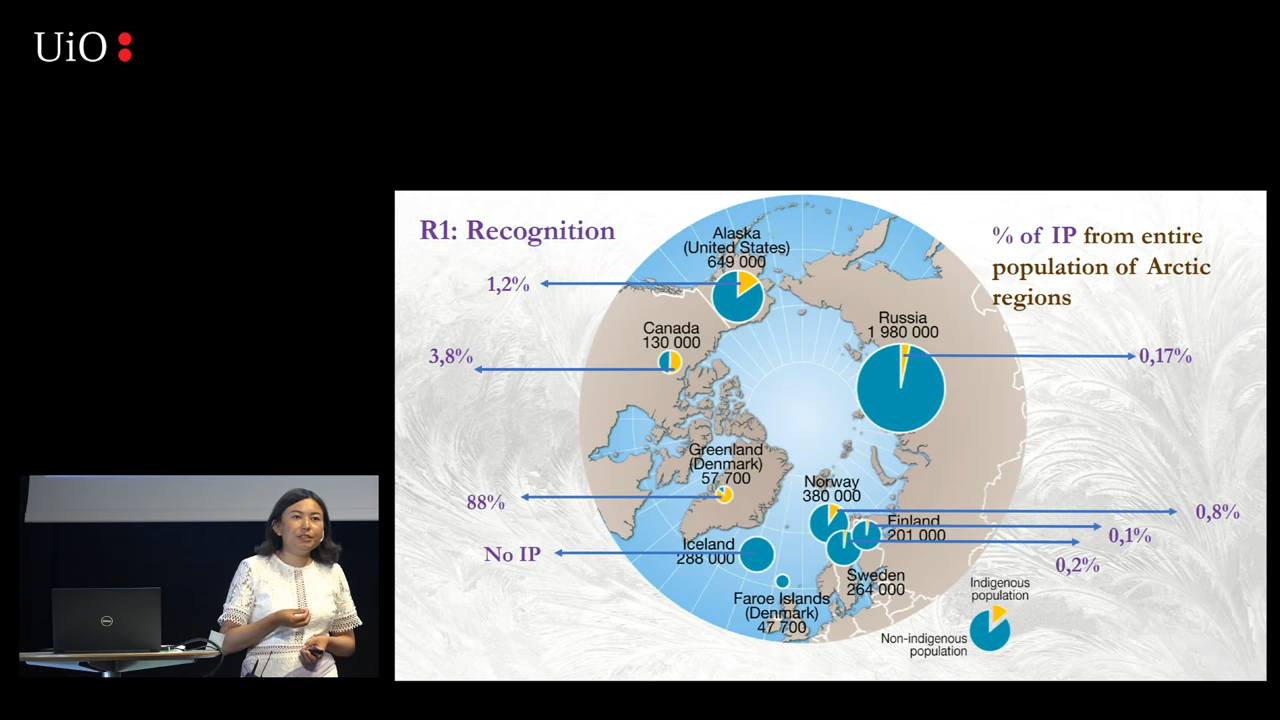 UiO
R1: Recognition
% of IP from entire
population of Arctic
regions
Alaska
(United States)
649 000
1,2%
Canada
130 000
3,8%
Russia
1 980 000
0,17%
Greenland
(Denmark)
57 700
88%
Norway
380 000
0,8%
Finland
201 000
0,1%
Iceland
288 000
No IP
Sweden
264 000
0,2%
Faroe Islands
(Denmark)
47 700
Indigenous
population
Non-indigenous
population
DELL